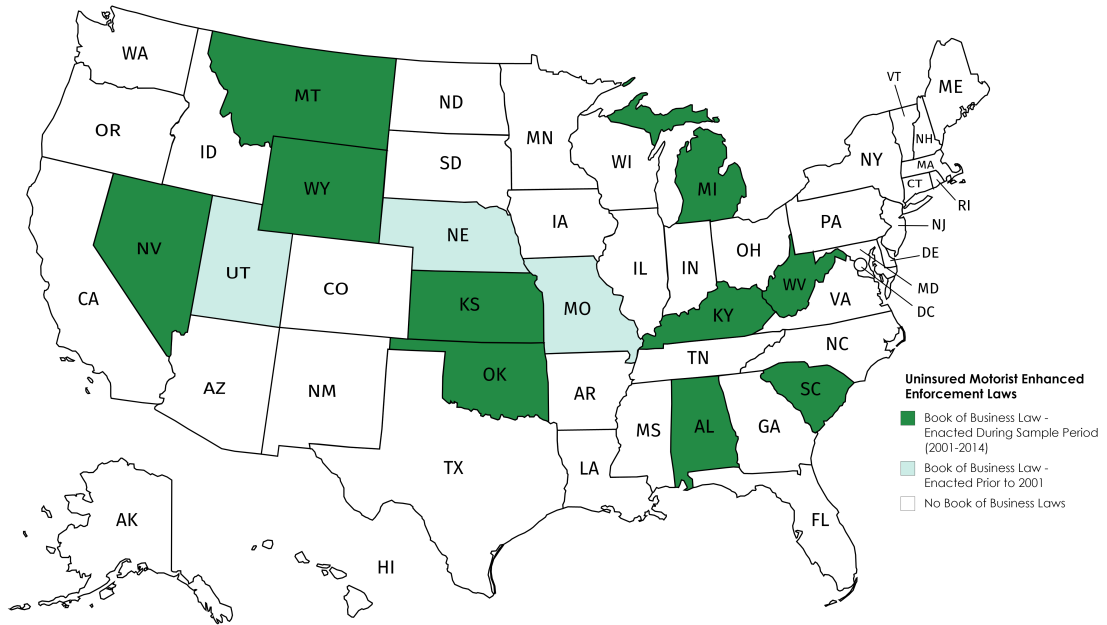 WA
MT
ND
MN
VT
ME
OR
ID
SD
WI
MI
NY
NH
MA
CT
RI
WY
NE
IA
PA
NJ
NV
UT
CO
IL
IN
OH
DE
MD
DC
CA
KS
MO
KY
WV
VA
AZ
NM
OK
AR
TN
NC
MS
AL
GA
SC
TX
LA
FL
AK
HI
Uninsured Motorist Enhanced
Enforcement Laws
Book of Business Law -
Enacted During Sample Period
(2001-2014)
Book of Business Law -
Enacted Prior to 2001
No Book of Business Laws